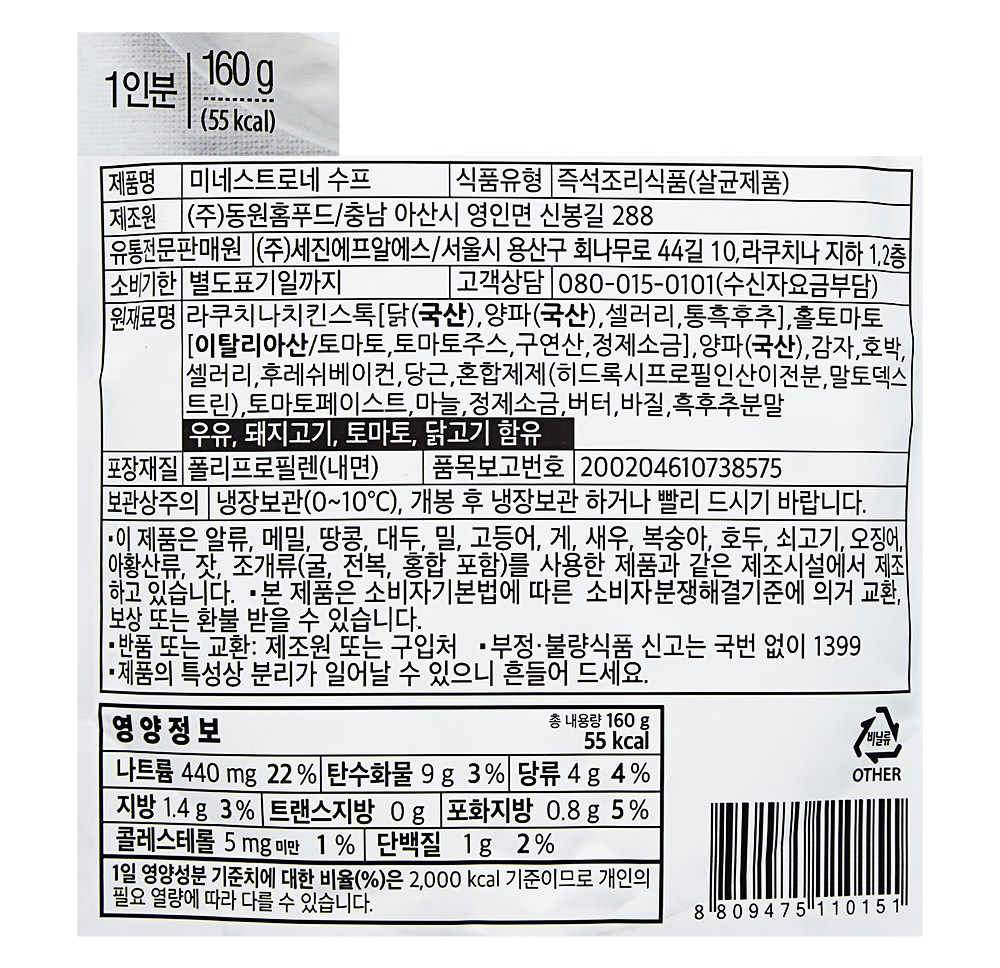 1인분 160 g
(55 kcal)
제품명 미네스트로네 수프 식품유형 즉석조리식품(살균제품)
제조원 (주)동원홈푸드/충남 아산시 영인면 신봉길 288
유통전문판매원 (주)세진에프알에스/서울시 용산구 회나무로 44길 10,라쿠치나 지하 1,2층
소비기한 별도표기일까지 고객상담 080-015-0101(수신자요금부담)
원재료명 라쿠치나치킨스톡[닭(국산),양파(국산),셀러리,통흑후추],홀토마토
[이탈리아산/토마토,토마토주스,구연산,정제소금],양파(국산),감자,호박,
셀러리,후레쉬베이컨,당근,혼합제제(히드록시프로필인산이전분,말토덱스
트린),토마토페이스트,마늘,정제소금,버터,바질,흑후추분말
우유, 돼지고기, 토마토, 닭고기 함유
포장재질 폴리프로필렌(내면) 품목보고번호 200204610738575
보관상주의 냉장보관(0~10℃), 개봉 후 냉장보관 하거나 빨리 드시기 바랍니다.
▪이 제품은 알류, 메밀, 땅콩, 대두, 밀, 고등어, 게, 새우, 복숭아, 호두, 쇠고기, 오징어,
아황산류, 잣, 조개류(굴, 전복, 홍합 포함)를 사용한 제품과 같은 제조시설에서 제조
하고 있습니다. ▪본 제품은 소비자기본법에 따른 소비자분쟁해결기준에 의거 교환,
보상 또는 환불 받을 수 있습니다.
▪반품 또는 교환: 제조원 또는 구입처 ▪부정·불량식품 신고는 국번 없이 1399
▪제품의 특성상 분리가 일어날 수 있으니 흔들어 드세요.
영양정보 총 내용량 160 g
55 kcal
나트륨 440 mg 22% 탄수화물 9 g 3% 당류 4 g 4%
지방 1.4 g 3% 트랜스지방 0 g 포화지방 0.8 g 5%
콜레스테롤 5 mg 미만 1% 단백질 1 g 2%
1일 영양성분 기준치에 대한 비율(%)은 2,000 kcal 기준이므로 개인의
필요 열량에 따라 다를 수 있습니다.
비닐류
OTHER
8 809475 110151